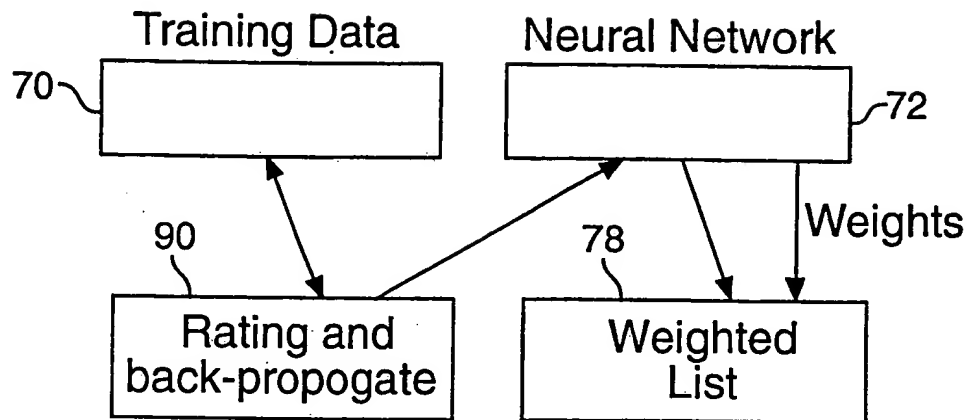 Training Data
Neural Network
70
72
Weights
90
78
Rating and
back-propogate
Weighted
List